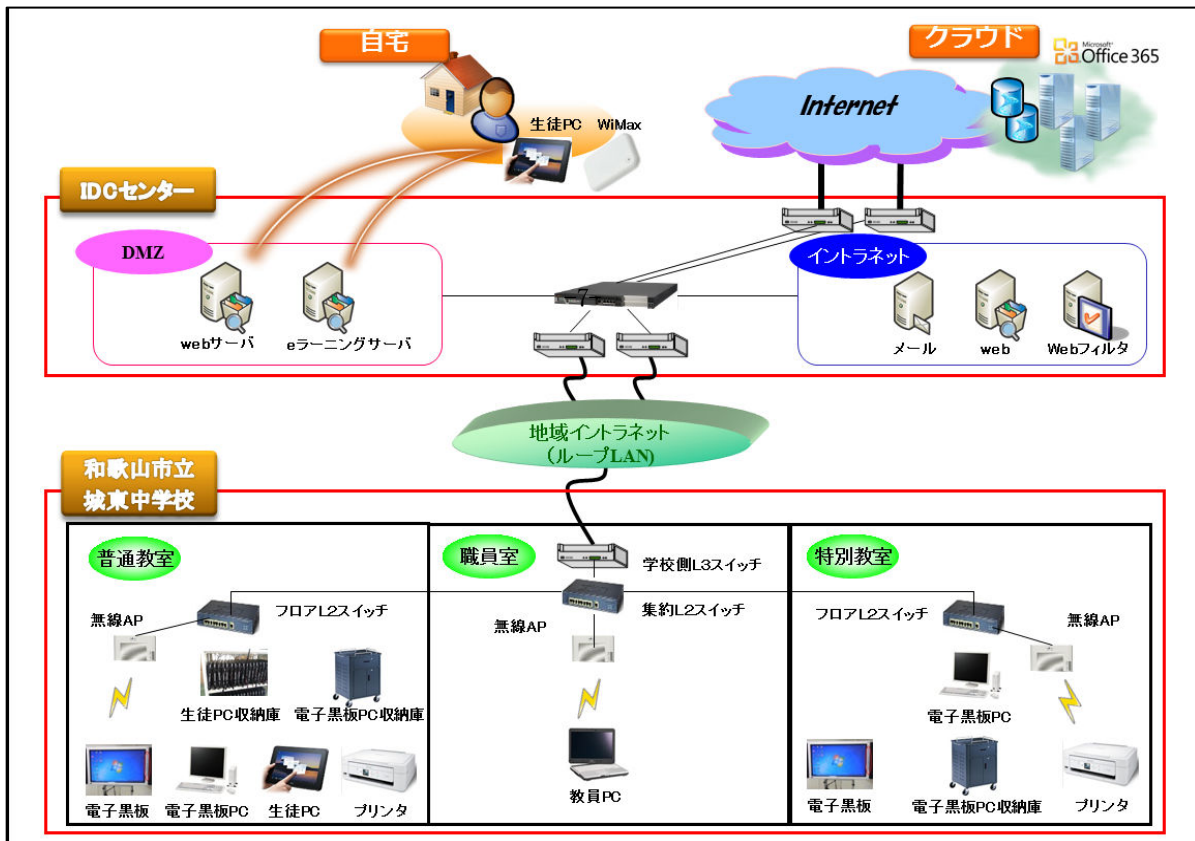 自宅
クラウド
Microsoft
Office 365
Internet
生徒PC WiMax
IDCセンター
DMZ
イントラネット
7
webサーバ
eラーニングサーバ
メール
web
Webフィルタ
地域イントラネット
(ループLAN)
和歌山市立
城東中学校
普通教室
職員室
特別教室
学校側L3スイッチ
フロアL2スイッチ
集約L2スイッチ
フロアL2スイッチ
無線AP
無線AP
無線AP
生徒PC収納庫
電子黒板PC収納庫
電子黒板PC
教員PC
電子黒板
電子黒板PC
生徒PC
プリンタ
電子黒板
電子黒板PC収納庫
プリンタ